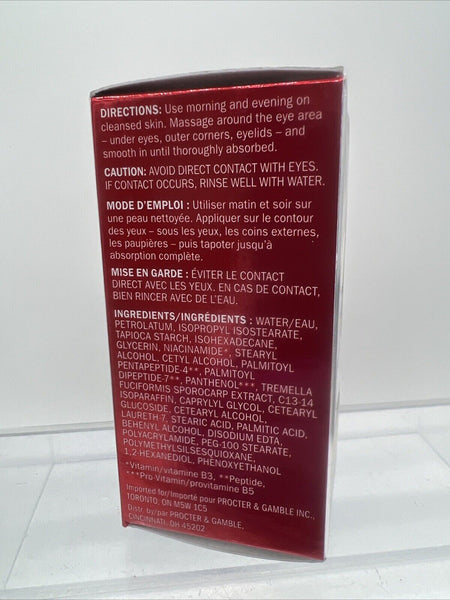 DIRECTIONS: Use morning and evening on
cleansed skin. Massage around the eye area
– under eyes, outer corners, eyelids – and
smooth in until thoroughly absorbed.
CAUTION: AVOID DIRECT CONTACT WITH EYES.
IF CONTACT OCCURS, RINSE WELL WITH WATER.
MODE D'EMPLOI : Utiliser matin et soir sur
une peau nettoyée. Appliquer sur le contour
des yeux – sous les yeux, les coins externes,
les paupières – puis tapoter jusqu'à
absorption complète.
MISE EN GARDE : ÉVITER LE CONTACT
DIRECT AVEC LES YEUX. EN CAS DE CONTACT,
BIEN RINCER AVEC DE L'EAU.
INGREDIENTS/INGRÉDIENTS : WATER/EAU,
PETROLATUM, ISOPROPYL ISOSTEARATE,
TAPIOCA STARCH, ISOHEXADECANE,
GLYCERIN, NIACINAMIDE*, STEARYL
ALCOHOL, CETYL ALCOHOL, PALMITOYL
PENTAPEPTIDE-4**, PALMITOYL
DIPEPTIDE-7**, PANTHENOL***, TREMELLA
FUCIFORMIS SPOROCARP EXTRACT, C13-14
ISOPARAFFIN, CAPRYLYL GLYCOL, CETEARYL
GLUCOSIDE, CETEARYL ALCOHOL,
LAURETH-7, STEARIC ACID, PALMITIC ACID,
BEHENYL ALCOHOL, DISODIUM EDTA,
POLYACRYLAMIDE, PEG-100 STEARATE,
POLYMETHYLSILSESQUIOXANE,
1,2-HEXANEDIOL, PHENOXYETHANOL
*Vitamin/vitamine B3, **Peptide,
***Pro-Vitamin/provitamine B5
Imported for/Importé pour PROCTER & GAMBLE INC.,
TORONTO, ON M5W 1C5
Distr. by/par PROCTER & GAMBLE,
CINCINNATI, OH 45202